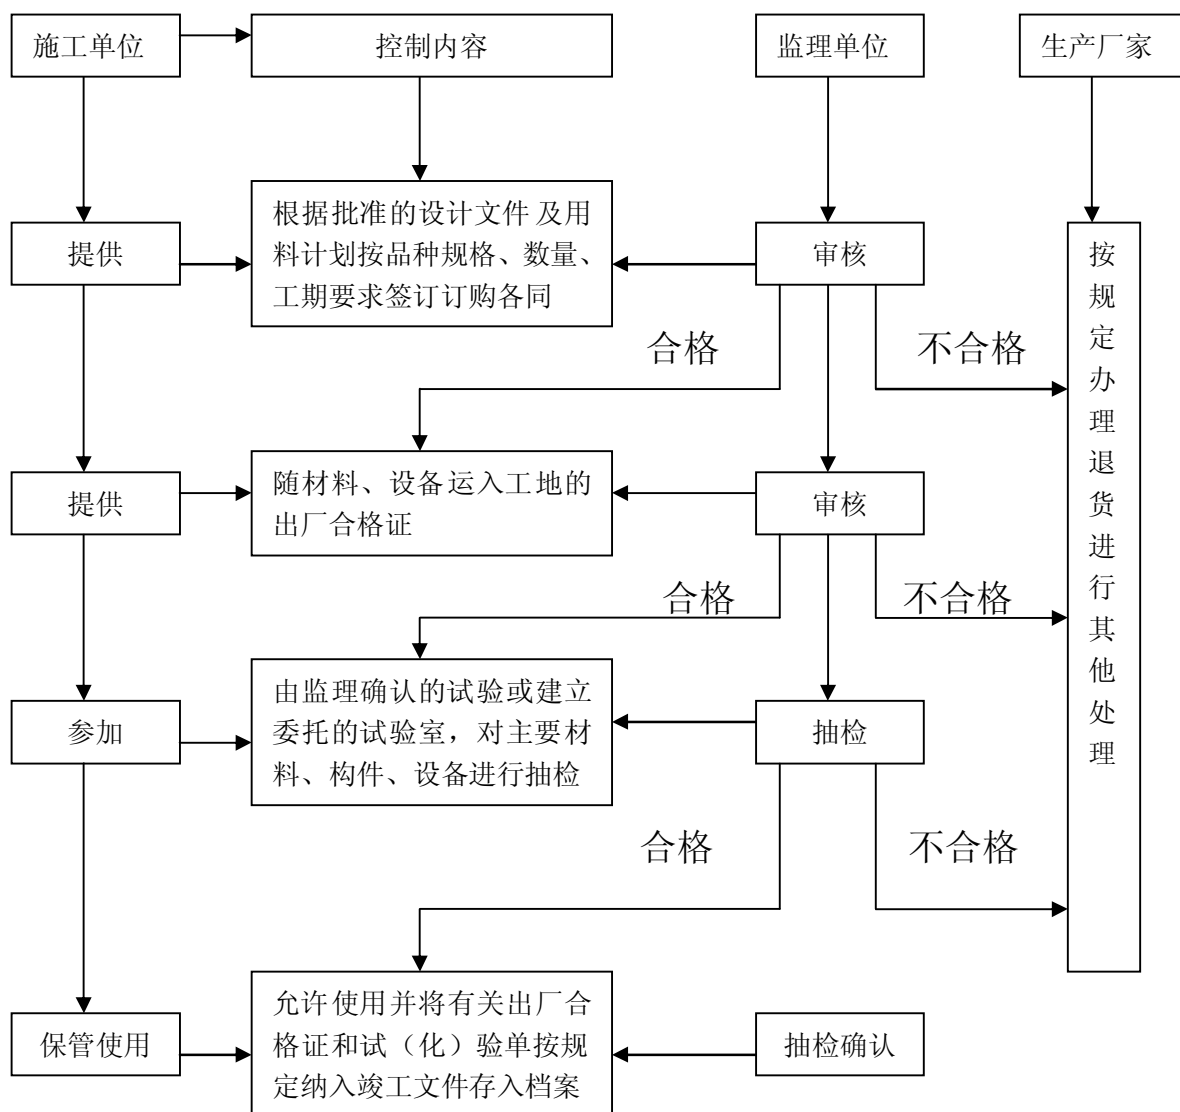 施工单位
控制内容
监理单位
生产厂家
提供
根据批准的设计文件及用
料计划按品种规格、数量、
工期要求签订订购各同
审核
合格
不合格
提供
随材料、设备运入工地的
出厂合格证
审核
合格
不合格
参加
由监理确认的试验或建立
委托的试验室，对主要材
料、构件、设备进行抽检
抽检
合格
不合格
保管使用
允许使用并将有关出厂合
格证和试（化）验单按规
定纳入竣工文件存入档案
抽检确认
按规定办理退货进行其他处理